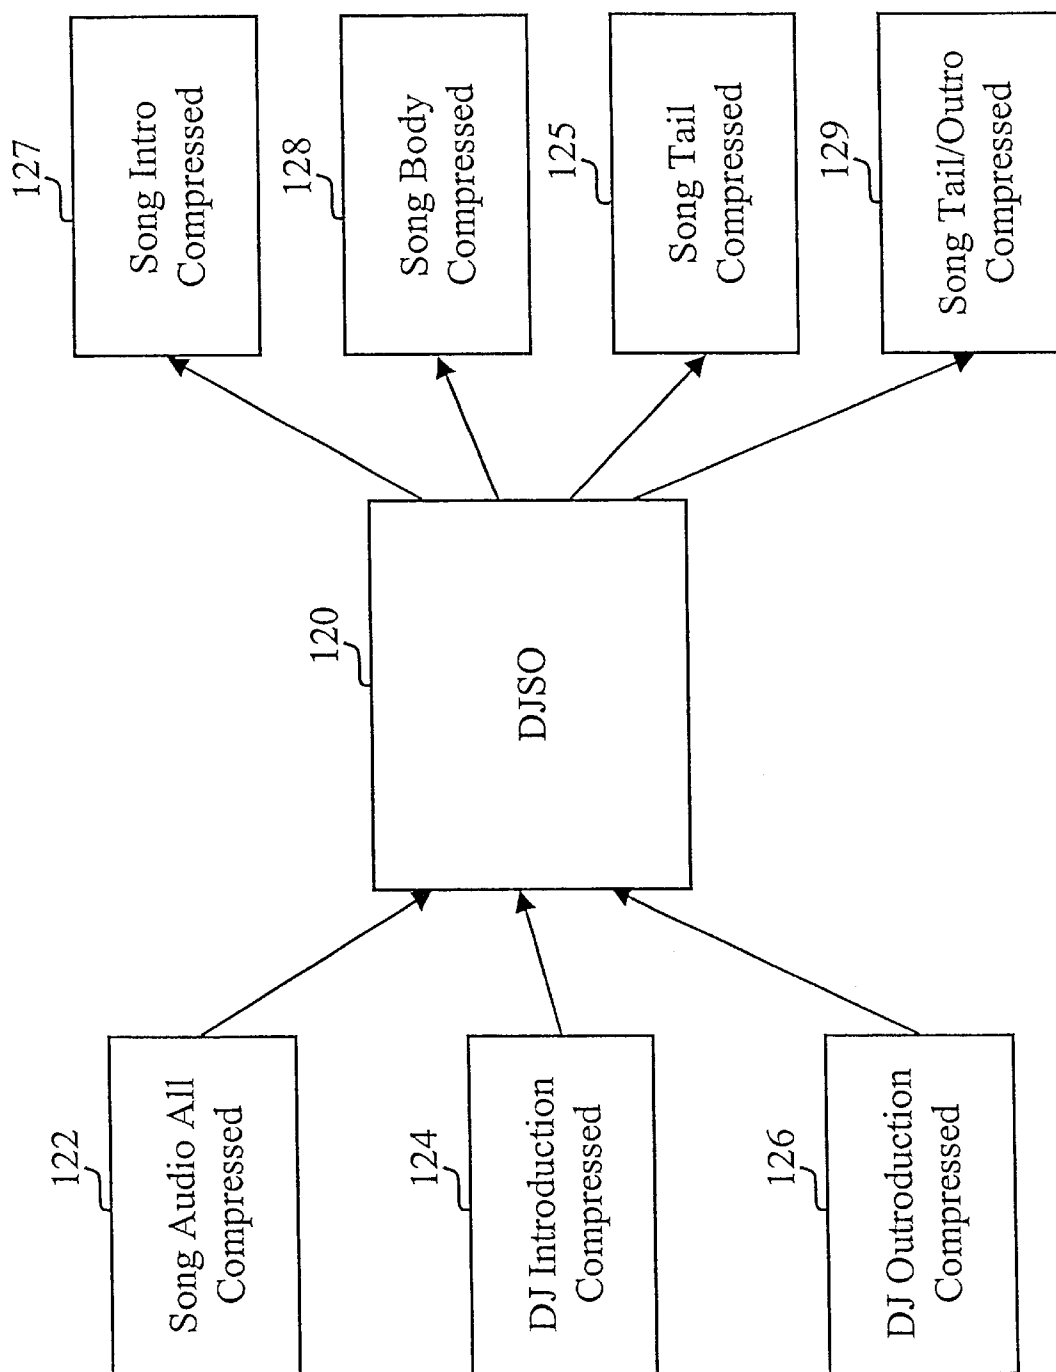 122
Song Audio All
Compressed
124
DJ Introduction
Compressed
126
DJ Outroduction
Compressed
120
DJSO
127
Song Intro
Compressed
128
Song Body
Compressed
125
Song Tail
Compressed
129
Song Tail/Outro
Compressed